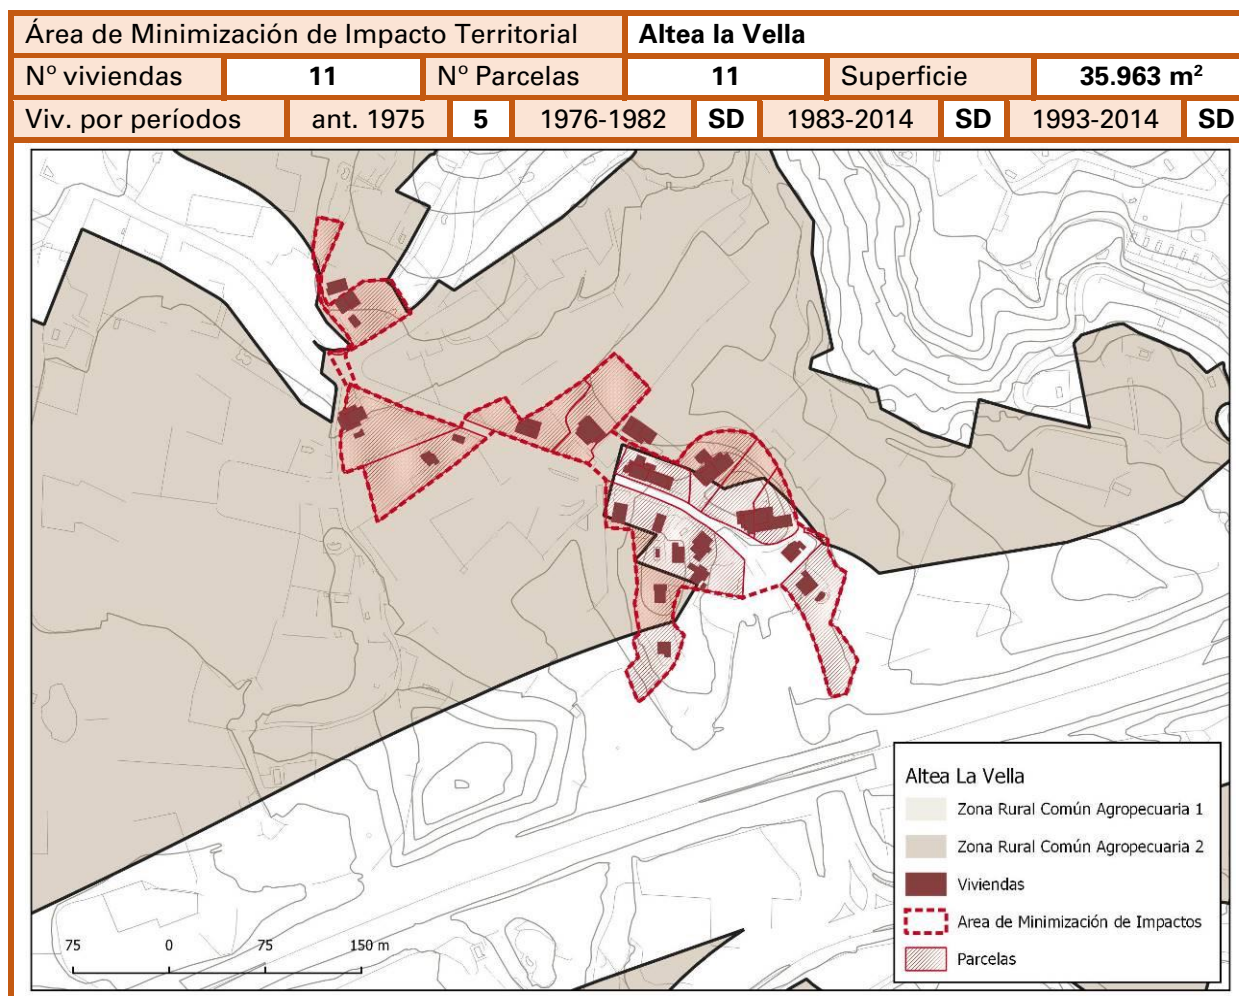 Área de Minimización de Impacto Territorial Altea la Vella
Nº viviendas 11 Nº Parcelas 11 Superficie 35.963 m²
Viv. por períodos ant. 1975 5 1976-1982 SD 1983-2014 SD 1993-2014 SD
Altea La Vella
Zona Rural Común Agropecuaria 1
Zona Rural Común Agropecuaria 2
Viviendas
Area de Minimización de Impactos
Parcelas
75 0 75 150 m